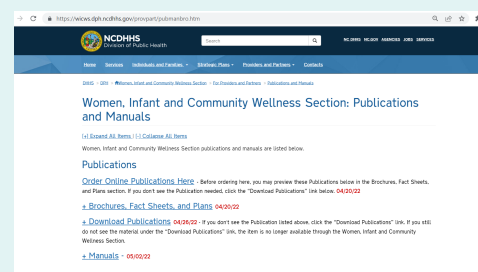 https://wicws.dph.ncdhhs.gov/provpart/pubmanbro.htm
NCDHHS
Division of Public Health
Search
NC DHHS NC.GOV AGENCIES JOBS SERVICES
Home Services Individuals and Families Strategic Plans Providers and Partners Contacts
DHHS > DPH > Women, Infant and Community Wellness Section > For Providers and Partners > Publications and Manuals
Women, Infant and Community Wellness Section: Publications
and Manuals
[+] Expand All Items | [-] Collapse All Items
Women, Infant and Community Wellness Section publications and manuals are listed below.
Publications
Order Online Publications Here - Before ordering here, you may preview these Publications below in the Brochures, Fact Sheets,
and Plans section. If you don't see the Publication needed, click the "Download Publications" link below. 04/20/22
+ Brochures, Fact Sheets, and Plans 04/20/22
+ Download Publications 04/26/22 - If you don't see the Publication listed above, click the "Download Publications" link. If you still
do not see the material under the "Download Publications" link, the item is no longer available through the Women, Infant and Community
Wellness Section.
+ Manuals - 05/02/22